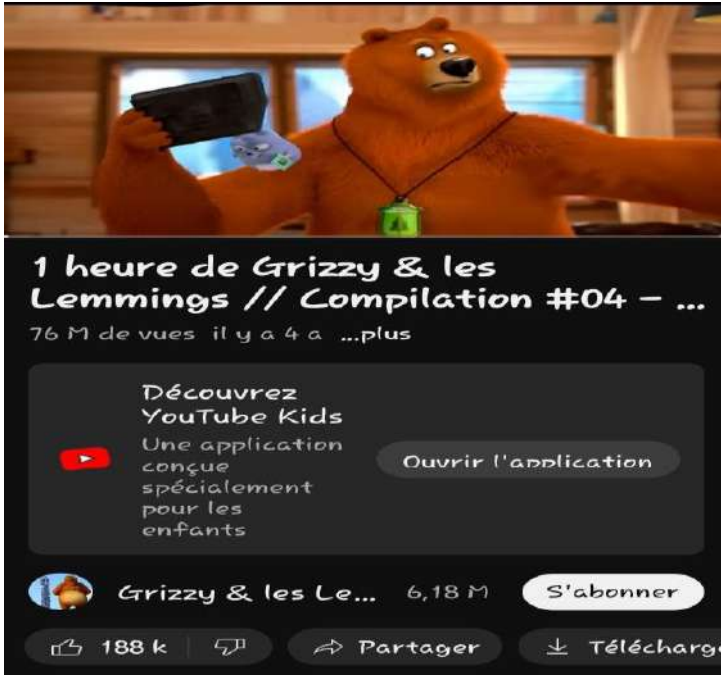 1 heure de Grizzy & les
Lemmings // Compilation #04 – ...
76 M de vues il y a 4 a ...plus
Découvrez
YouTube Kids
Une application
conçue
spécialement
pour les
enfants
Ouvrir l'application
Grizzy & les Le... 6,18 M S'abonner
188 k Partager Télécharge